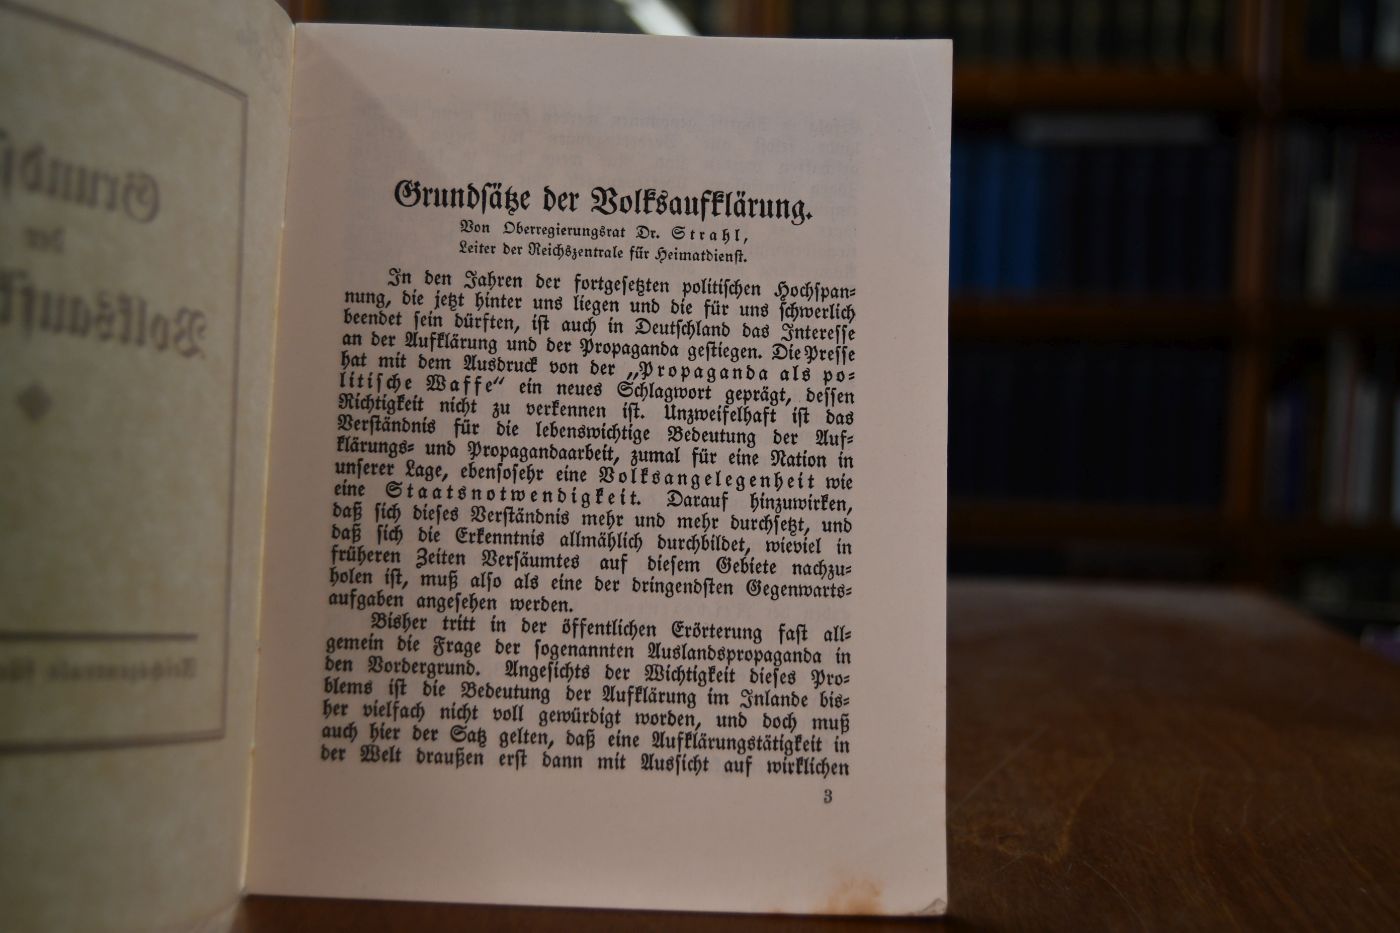 Grundsätze der Volksaufklärung.
Von Oberregierungsrat Dr. Strahl,
Leiter der Reichszentrale für Heimatdienst.
In den Jahren der fortgesetzten politischen Hochspan-
nung, die jetzt hinter uns liegen und die für uns schwerlich
beendet sein dürften, ist auch in Deutschland das Interesse
an der Aufklärung und der Propaganda gestiegen. Die Presse
hat mit dem Ausdruck von der „Propaganda als po-
litische Waffe“ ein neues Schlagwort geprägt, dessen
Richtigkeit nicht zu verkennen ist. Unzweifelhaft ist das
Verständnis für die lebenswichtige Bedeutung der Auf-
klärungs- und Propagandaarbeit, zumal für eine Nation in
unserer Lage, ebensosehr eine Volksangelegenheit wie
eine Staatsnotwendigkeit. Darauf hinzuwirken,
daß sich dieses Verständnis mehr und mehr durchsetzt, und
daß sich die Erkenntnis allmählich durchbildet, wieviel in
früheren Zeiten Versäumtes auf diesem Gebiete nachzu-
holen ist, muß also als eine der dringendsten Gegenwarts-
aufgaben angesehen werden.
Bisher tritt in der öffentlichen Erörterung fast all-
gemein die Frage der sogenannten Auslandspropaganda in
den Vordergrund. Angesichts der Wichtigkeit dieses Pro-
blems ist die Bedeutung der Aufklärung im Inlande bis-
her vielfach nicht voll gewürdigt worden, und doch muß
auch hier der Satz gelten, daß eine Aufklärungstätigkeit in
der Welt draußen erst dann mit Aussicht auf wirklichen
3